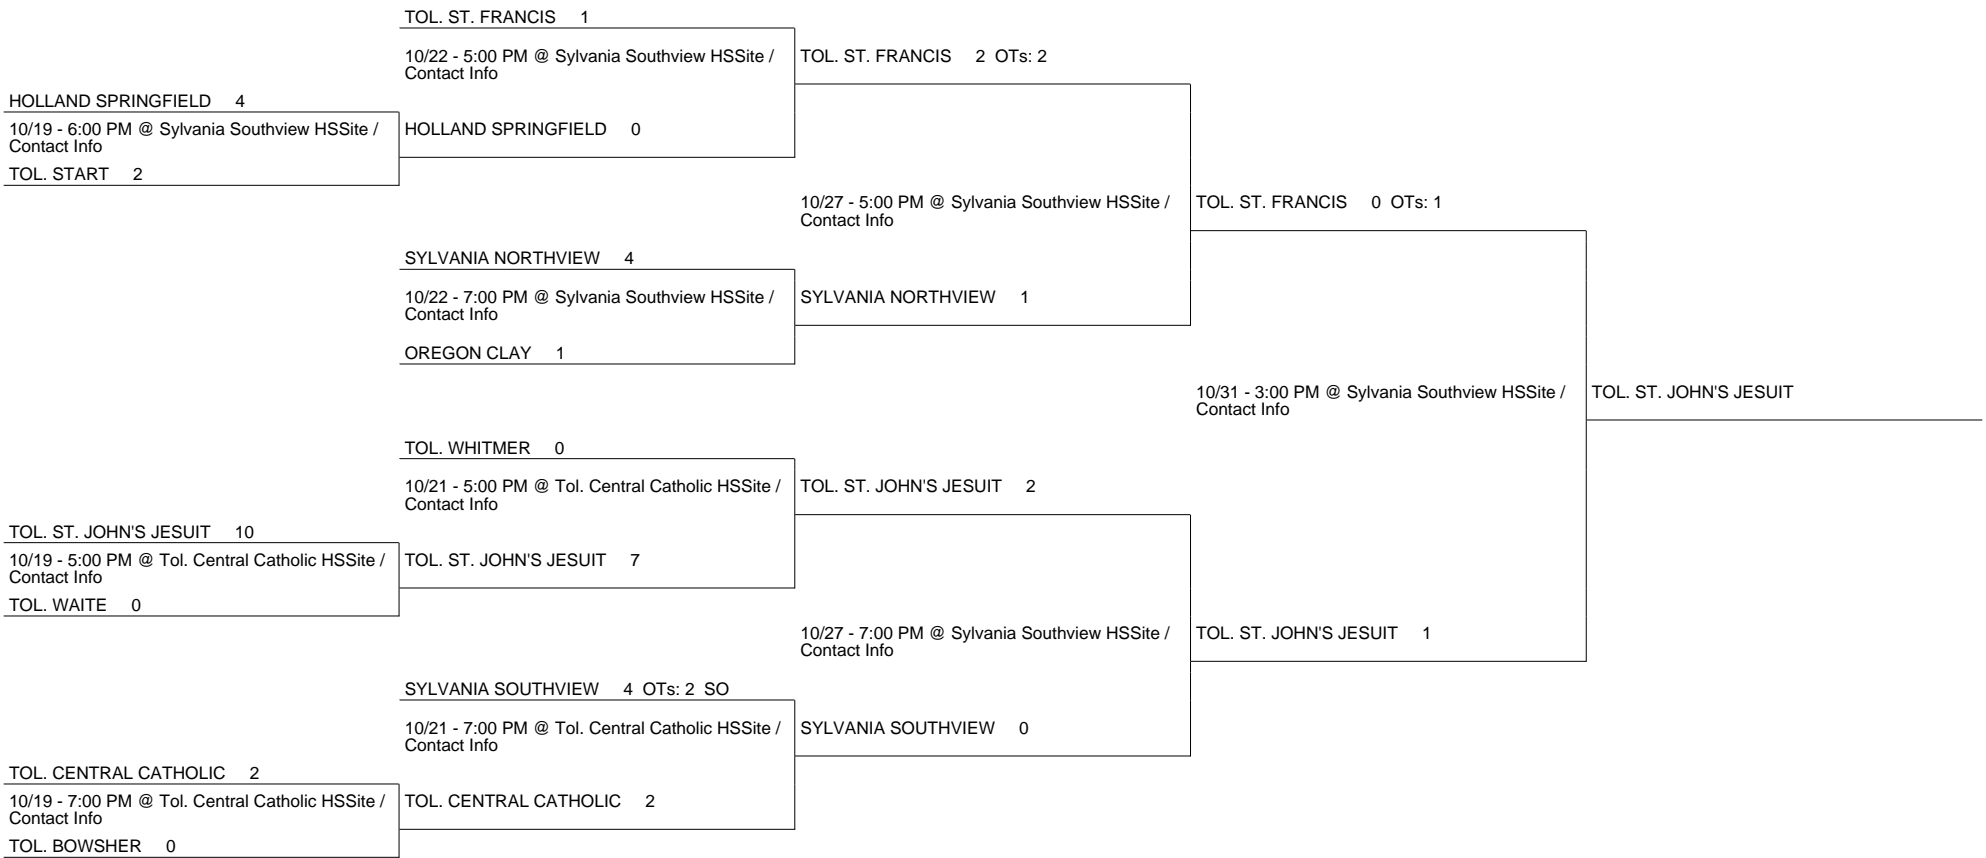 TOL. ST. FRANCIS 1
10/22 - 5:00 PM @ Sylvania Southview HSSite /
Contact Info
TOL. ST. FRANCIS 2 OTs: 2
HOLLAND SPRINGFIELD 4
10/19 - 6:00 PM @ Sylvania Southview HSSite /
Contact Info
HOLLAND SPRINGFIELD 0
TOL. START 2
10/27 - 5:00 PM @ Sylvania Southview HSSite /
Contact Info
TOL. ST. FRANCIS 0 OTs: 1
SYLVANIA NORTHVIEW 4
10/22 - 7:00 PM @ Sylvania Southview HSSite /
Contact Info
SYLVANIA NORTHVIEW 1
OREGON CLAY 1
10/31 - 3:00 PM @ Sylvania Southview HSSite /
Contact Info
TOL. ST. JOHN'S JESUIT
TOL. WHITMER 0
10/21 - 5:00 PM @ Tol. Central Catholic HSSite /
Contact Info
TOL. ST. JOHN'S JESUIT 2
TOL. ST. JOHN'S JESUIT 10
10/19 - 5:00 PM @ Tol. Central Catholic HSSite /
Contact Info
TOL. ST. JOHN'S JESUIT 7
TOL. WAITE 0
10/27 - 7:00 PM @ Sylvania Southview HSSite /
Contact Info
TOL. ST. JOHN'S JESUIT 1
SYLVANIA SOUTHVIEW 4 OTs: 2 SO
10/21 - 7:00 PM @ Tol. Central Catholic HSSite /
Contact Info
SYLVANIA SOUTHVIEW 0
TOL. CENTRAL CATHOLIC 2
10/19 - 7:00 PM @ Tol. Central Catholic HSSite /
Contact Info
TOL. CENTRAL CATHOLIC 2
TOL. BOWSHER 0